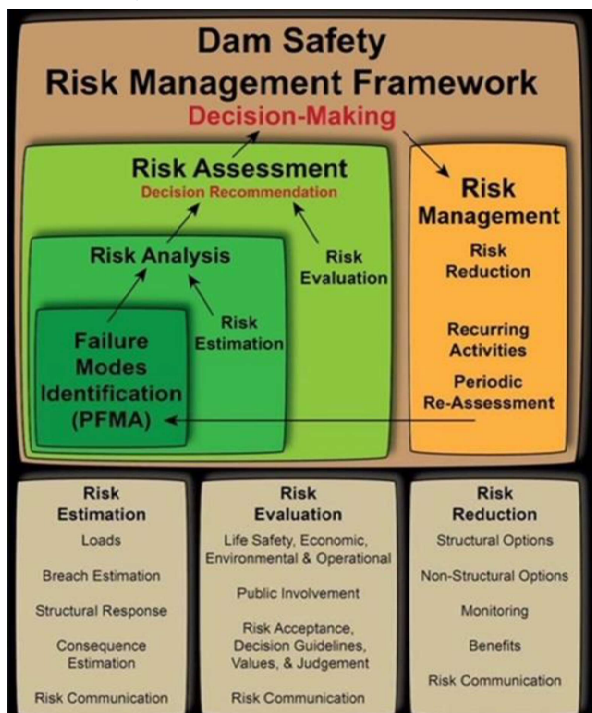 Dam Safety
Risk Management Framework
Decision-Making
Risk Assessment
Decision Recommendation
Risk Analysis
Risk
Evaluation
Risk
Estimation
Failure
Modes
Identification
(PFMA)
Risk
Management
Risk
Reduction
Recurring
Activities
Periodic
Re-Assessment
Risk
Estimation
Loads
Breach Estimation
Structural Response
Consequence
Estimation
Risk Communication
Risk
Evaluation
Life Safety, Economic,
Environmental & Operational
Public Involvement
Risk Acceptance,
Decision Guidelines,
Values, & Judgement
Risk Communication
Risk
Reduction
Structural Options
Non-Structural Options
Monitoring
Benefits
Risk Communication